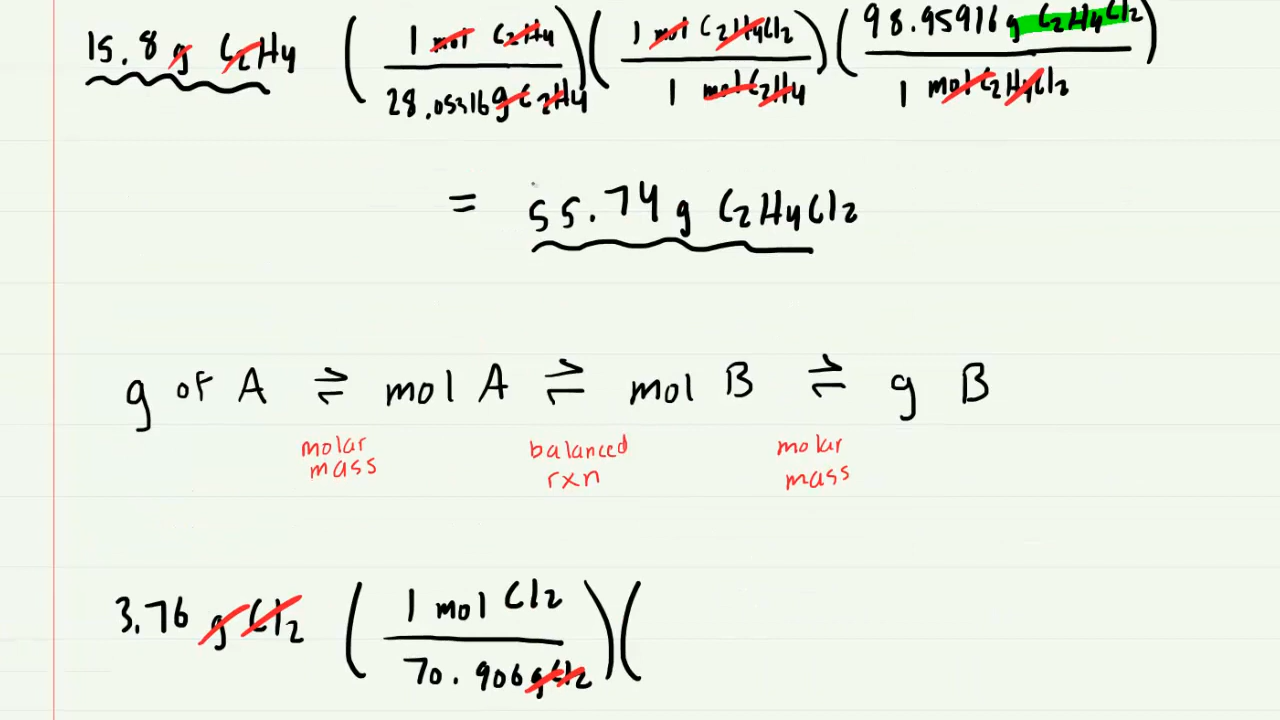 15.8 g C2H4 ( 1 mol C2H4 / 28.05316 g C2H4 )( 1 mol C2H4Cl2 / 1 mol C2H4 )( 98.95916 g C2H4Cl2 / 1 mol C2H4Cl2 )
= 55.74 g C2H4Cl2
g of A ⇌ mol A ⇌ mol B ⇌ g B
molar mass balanced rxn molar mass
3.76 g Cl2 ( 1 mol Cl2 / 70.906 g Cl2 )(